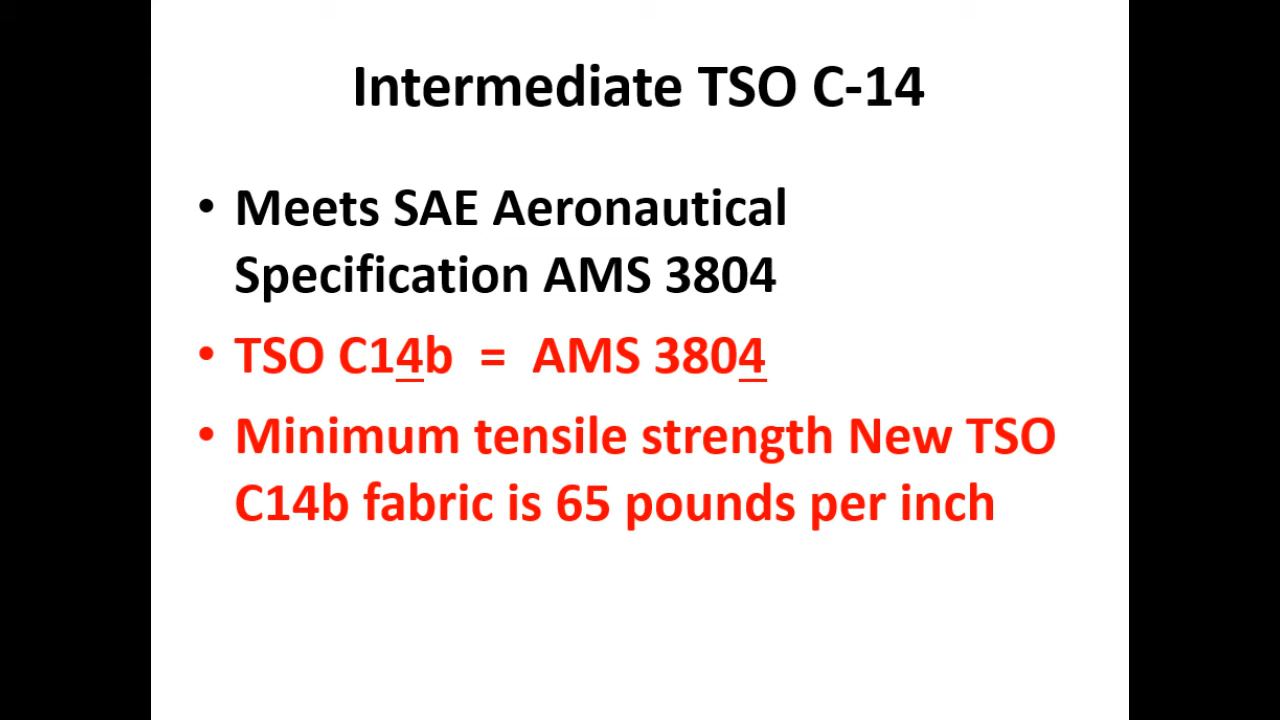 Intermediate TSO C-14
• Meets SAE Aeronautical
Specification AMS 3804
• TSO C14b = AMS 3804
• Minimum tensile strength New TSO
C14b fabric is 65 pounds per inch